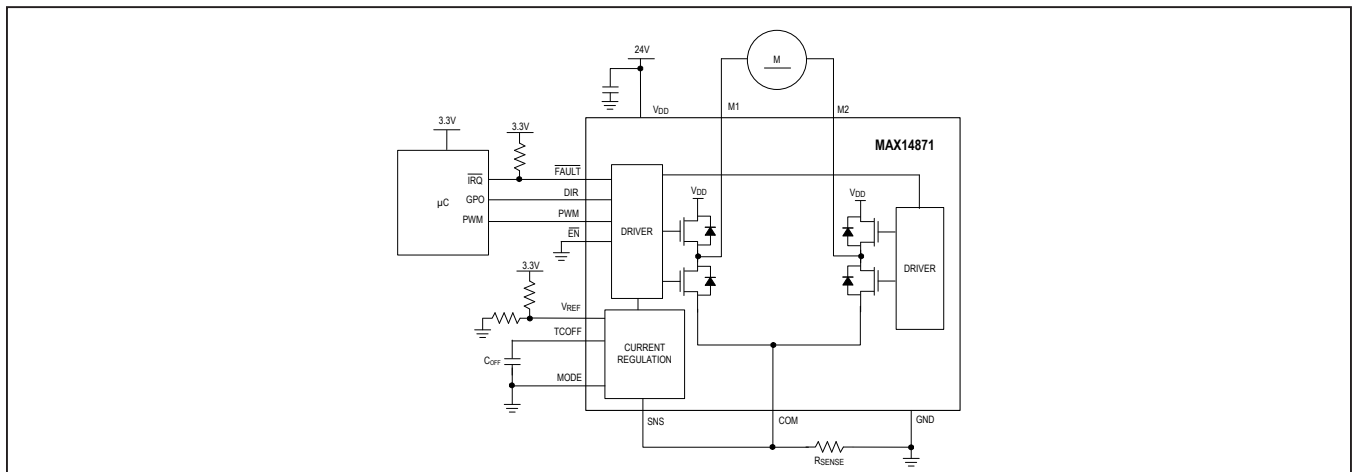 24V
M
VDD
M1
M2
3.3V
3.3V
MAX14871
µC
IRQ
GPO
PWM
FAULT
DIR
PWM
EN
DRIVER
VDD
VDD
DRIVER
3.3V
VREF
TCOFF
COFF
MODE
CURRENT
REGULATION
SNS
COM
GND
RSENSE